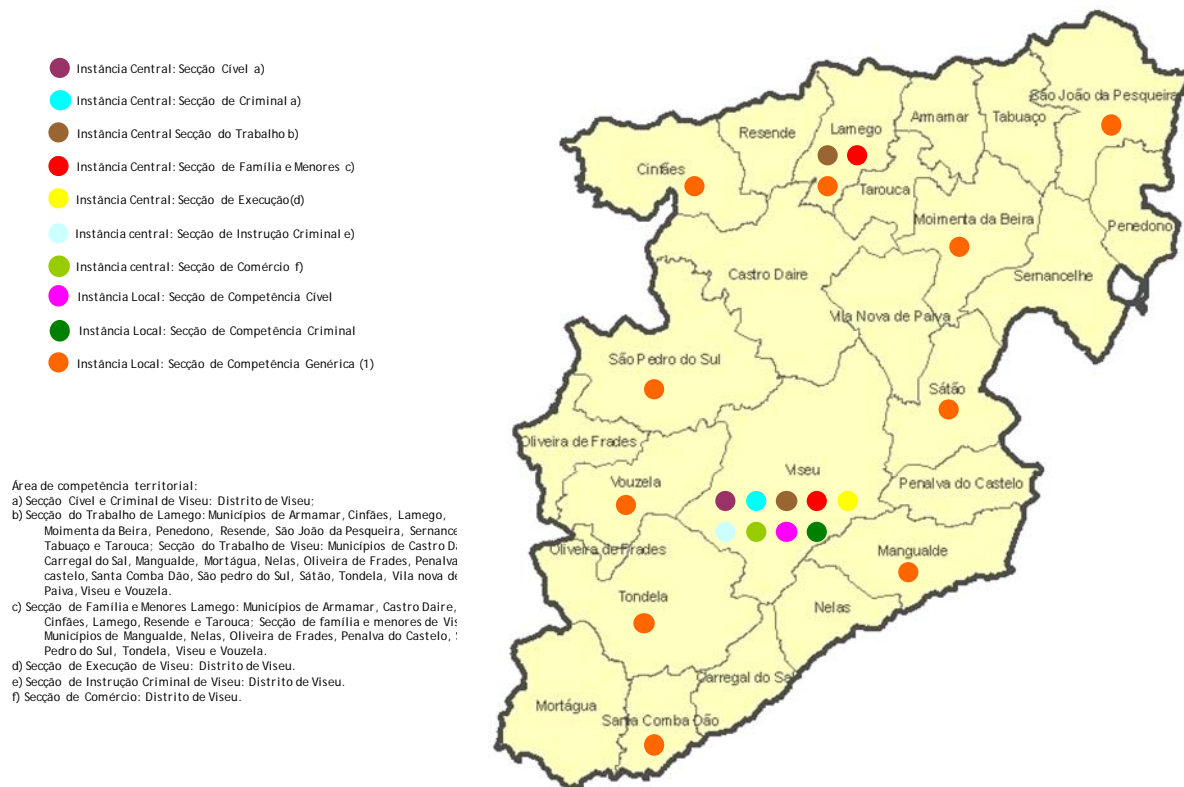 Instância Central: Secção Cível a)
Instância Central: Secção de Criminal a)
Instância Central Secção do Trabalho b)
Instância Central: Secção de Família e Menores c)
Instância Central: Secção de Execução(d)
Instância central: Secção de Instrução Criminal e)
Instância central: Secção de Comércio f)
Instância Local: Secção de Competência Cível
Instância Local: Secção de Competência Criminal
Instância Local: Secção de Competência Genérica (1)
Área de competência territorial:
a) Secção Cível e Criminal de Viseu: Distrito de Viseu;
b) Secção do Trabalho de Lamego: Municípios de Armamar, Cinfães, Lamego,
Moimenta da Beira, Penedono, Resende, São João da Pesqueira,
Tabuaço e Tarouca; Secção do Trabalho de Viseu: Municípios de Castro
Carregal do Sal, Mangualde, Mortágua, Nelas, Oliveira de Frades, Penalva
castelo, Santa Comba Dão, São pedro do Sul, Sátão, Tondela, Vila nova de
Paiva, Viseu e Vouzela.
c) Secção de Família e Menores Lamego: Municípios de Armamar, Castro Daire,
Cinfães, Lamego, Resende e Tarouca; Secção de família e menores de
Municípios de Mangualde, Nelas, Oliveira de Frades, Penalva do Castelo,
Pedro do Sul, Tondela, Viseu e Vouzela.
d) Secção de Execução de Viseu: Distrito de Viseu.
e) Secção de Instrução Criminal de Viseu: Distrito de Viseu.
f) Secção de Comércio: Distrito de Viseu.
São João da Pesqueira
Tabuaço
Armamar
Lamego
Resende
Cinfães
Tarouca
Moimenta da Beira
Penedono
Castro Daire
Sernancelhe
Vila Nova de Paiva
São Pedro do Sul
Sátão
Oliveira de Frades
Viseu
Vouzela
Penalva do Castelo
Oliveira de Frades
Mangualde
Tondela
Nelas
Carregal do Sal
Mortágua
Santa Comba Dão